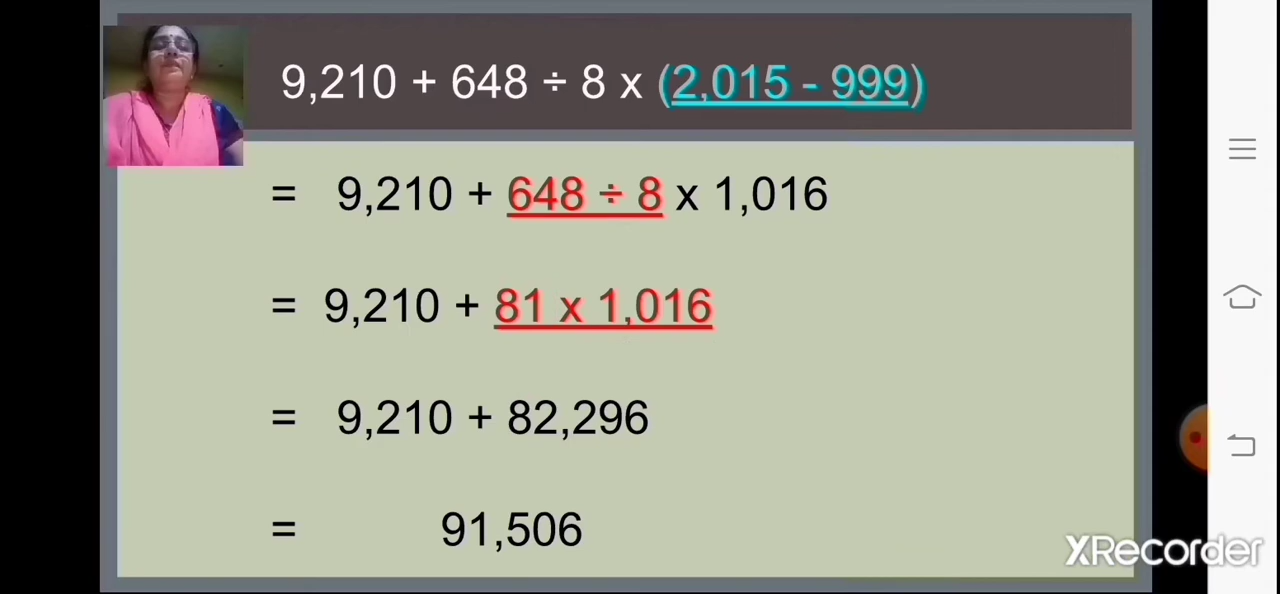 9,210 + 648 ÷ 8 x (2,015 - 999)
= 9,210 + 648 ÷ 8 x 1,016
= 9,210 + 81 x 1,016
= 9,210 + 82,296
= 91,506
XRecorder